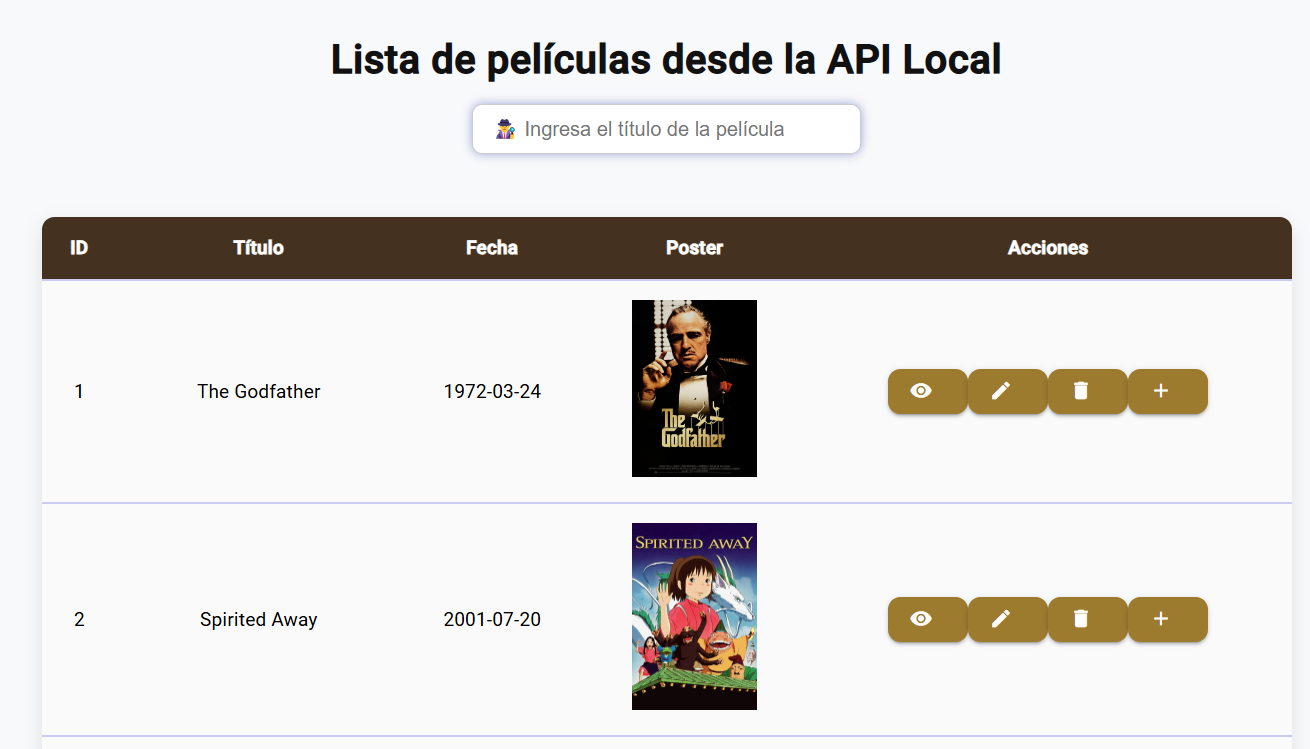 Lista de películas desde la API Local
🕵️‍♀️ Ingresa el título de la película
ID Título Fecha Poster Acciones
1 The Godfather 1972-03-24
The
Godfather
2 Spirited Away 2001-07-20
SPIRITED AWAY